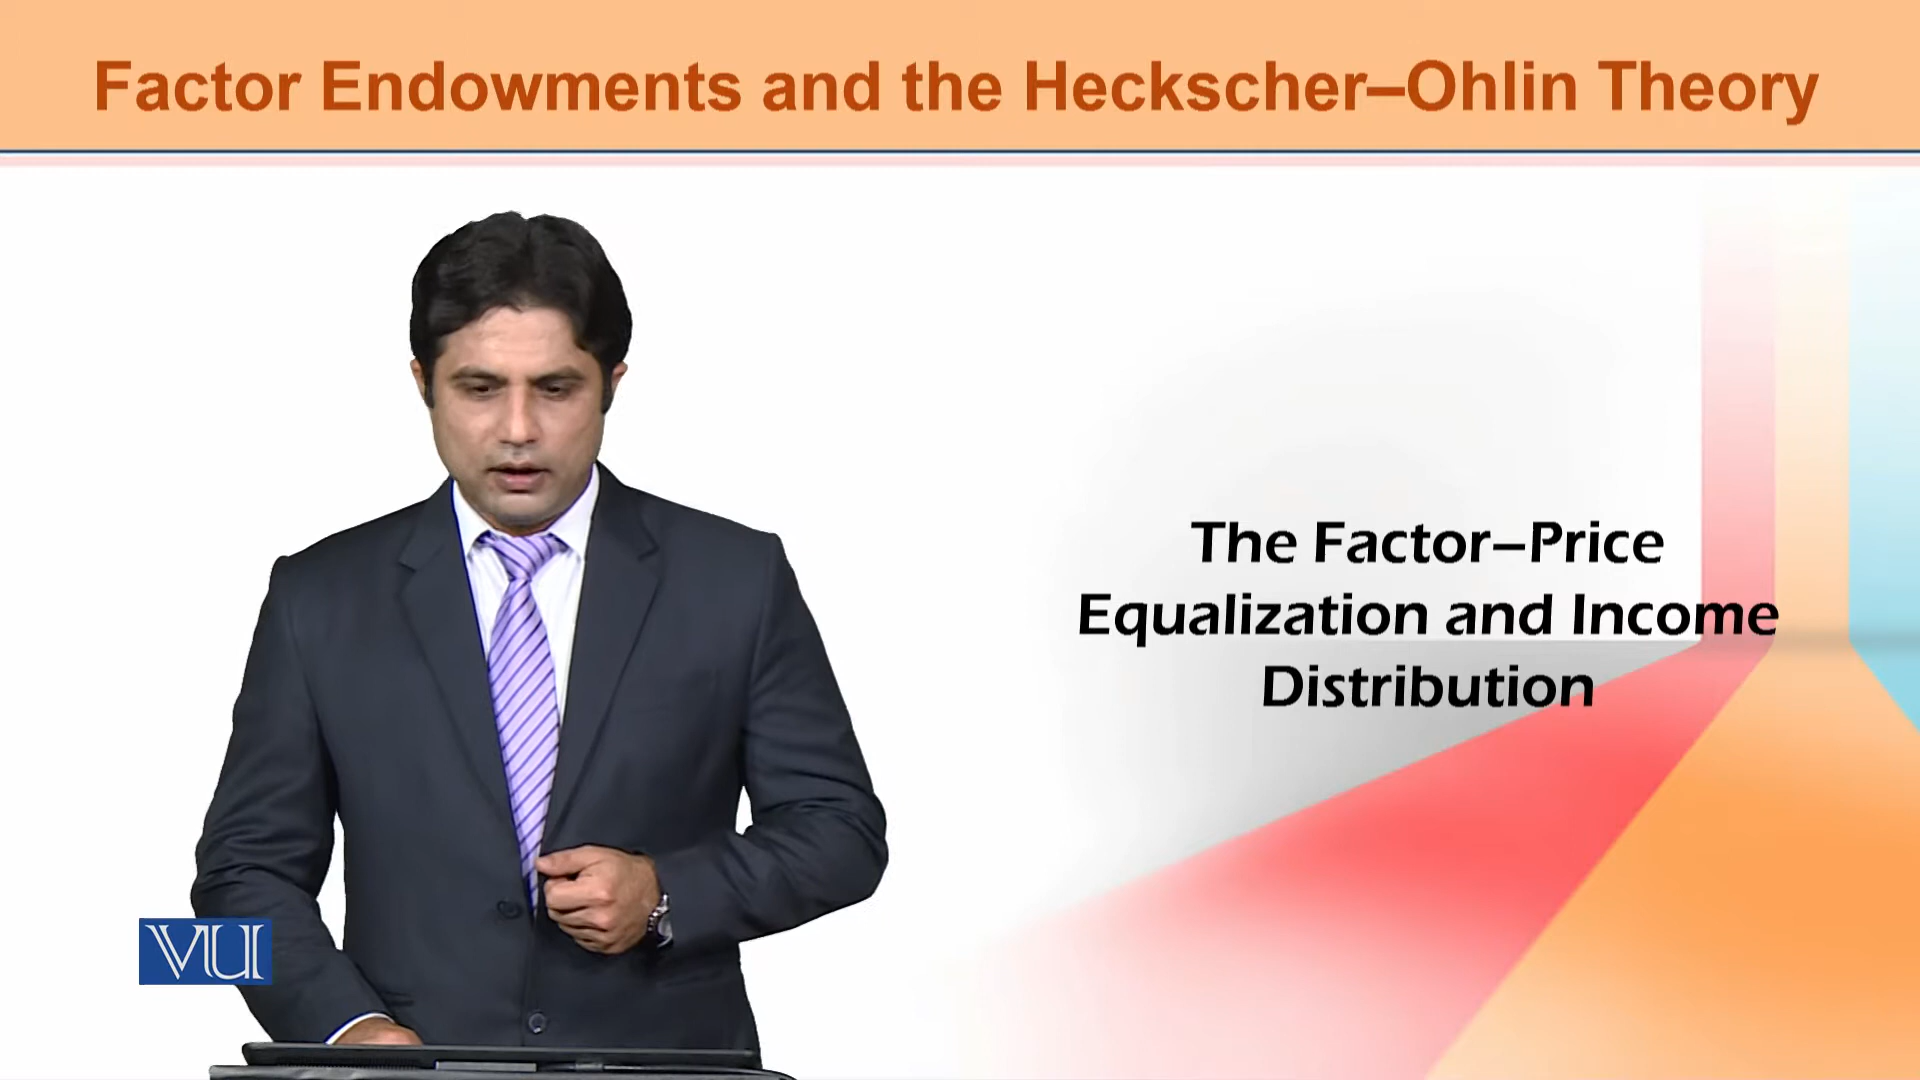 Factor Endowments and the Heckscher–Ohlin Theory
The Factor–Price
Equalization and Income
Distribution
VU